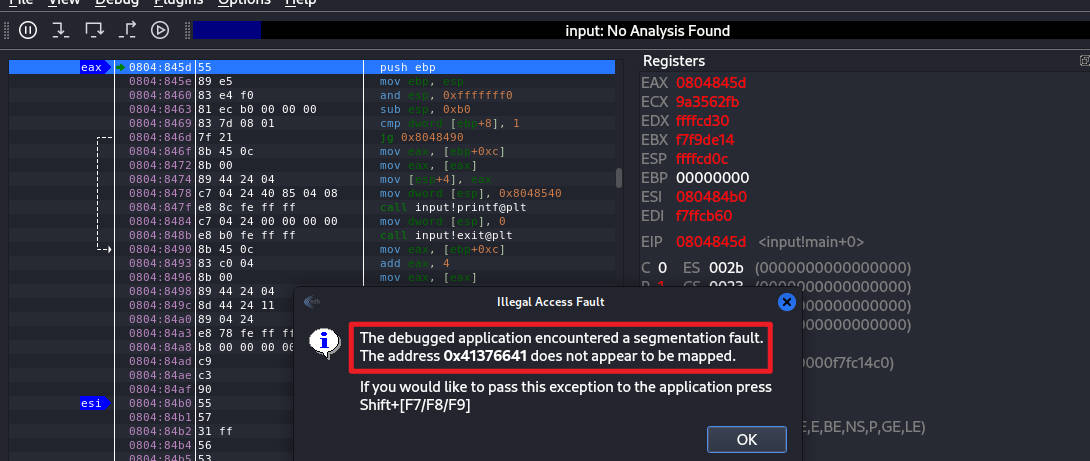 File View Debug Plugins Options Help
input: No Analysis Found
eax 0804:845d 55 push ebp
0804:845e 89 e5 mov ebp, esp
0804:8460 83 e4 f0 and esp, 0xfffffff0
0804:8463 81 ec b0 00 00 00 sub esp, 0xb0
0804:8469 83 7d 08 01 cmp dword [ebp+8], 1
0804:846d 7f 21 jg 0x8048490
0804:846f 8b 45 0c mov eax, [ebp+0xc]
0804:8472 8b 00 mov eax, [eax]
0804:8474 89 44 24 04 mov [esp+4], eax
0804:8478 c7 04 24 40 85 04 08 mov dword [esp], 0x8048540
0804:847f e8 8c fe ff ff call input!printf@plt
0804:8484 c7 04 24 00 00 00 00 mov dword [esp], 0
0804:848b e8 b0 fe ff ff call input!exit@plt
0804:8490 8b 45 0c mov eax, [ebp+0xc]
0804:8493 83 c0 04 add eax, 4
0804:8496 8b 00 mov eax, [eax]
0804:8498 89 44 24 04
0804:849c 8d 44 24 11
0804:84a0 89 04 24
0804:84a3 e8 78 fe ff ff
0804:84a8 b8 00 00 00 00
0804:84ad c9
0804:84ae c3
0804:84af 90
esi 0804:84b0 55
0804:84b1 57
0804:84b2 31 ff
0804:84b4 56
0804:84b5 53
Registers
EAX 0804845d
ECX 9a3562fb
EDX ffffcd30
EBX f7f9de14
ESP ffffcd0c
EBP 00000000
ESI 080484b0
EDI f7ffcb60
EIP 0804845d <input!main+0>
C 0 ES 002b (0000000000000000)
P 1 CS 0023 (0000000000000000)
000000000)
000000000)
0000f7fc14c0)
E,E,BE,NS,P,GE,LE)
Illegal Access Fault
The debugged application encountered a segmentation fault.
The address 0x41376641 does not appear to be mapped.
If you would like to pass this exception to the application press
Shift+[F7/F8/F9]
OK